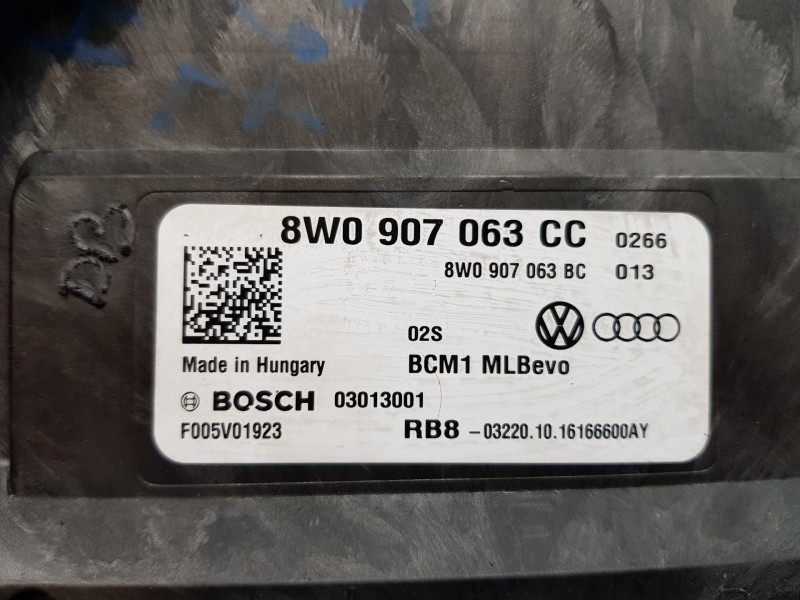 8W0 907 063 CC 0266
8W0 907 063 BC 013
02S
Made in Hungary BCM1 MLBevo
BOSCH 03013001
F005V01923 RB8 -03220.10.16166600AY